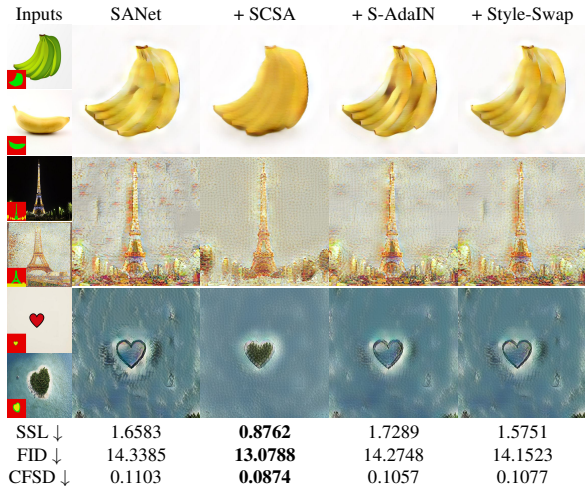 Inputs SANet + SCSA + S-AdaIN + Style-Swap
SSL ↓ 1.6583 0.8762 1.7289 1.5751
FID ↓ 14.3385 13.0788 14.2748 14.1523
CFSD ↓ 0.1103 0.0874 0.1057 0.1077